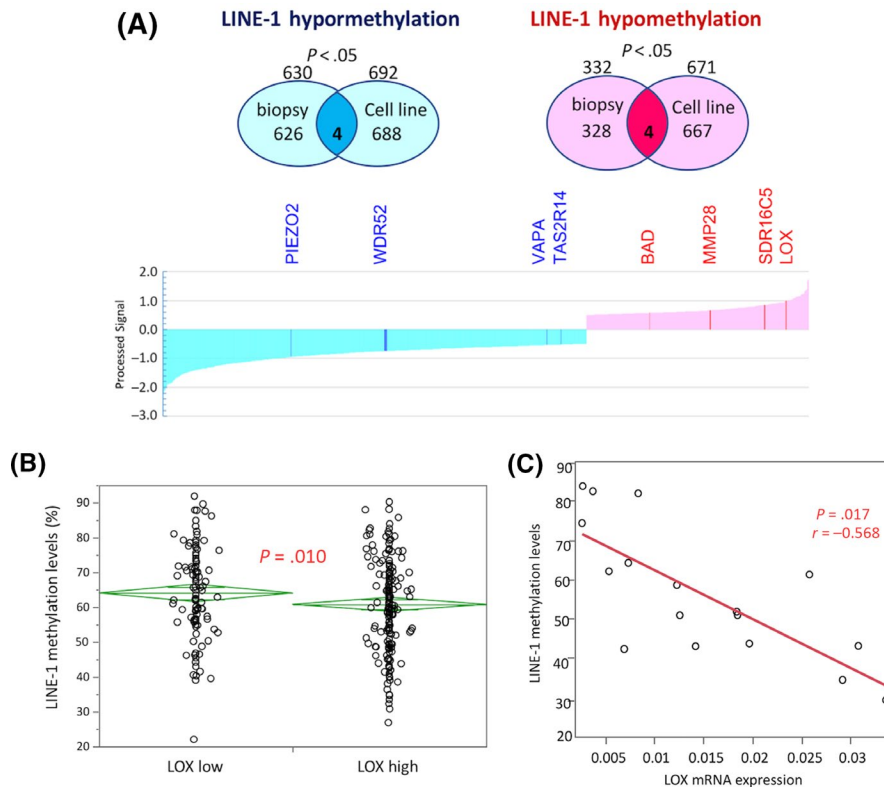 (A)
LINE-1 hypormethylation
LINE-1 hypomethylation
P < .05
630 692
biopsy Cell line
626 4 688
P < .05
332 671
biopsy Cell line
328 4 667
PIEZO2
WDR52
VAPA
TAS2R14
BAD
MMP28
SDR16C5
LOX
Processed Signal
2.0
1.0
0.0
−1.0
−2.0
−3.0
(B)
LINE-1 methylation levels (%)
90
80
70
60
50
40
30
20
P = .010
LOX low LOX high
(C)
LINE-1 methylation levels
90
80
70
60
50
40
30
20
P = .017
r = −0.568
0.005 0.01 0.015 0.02 0.025 0.03
LOX mRNA expression